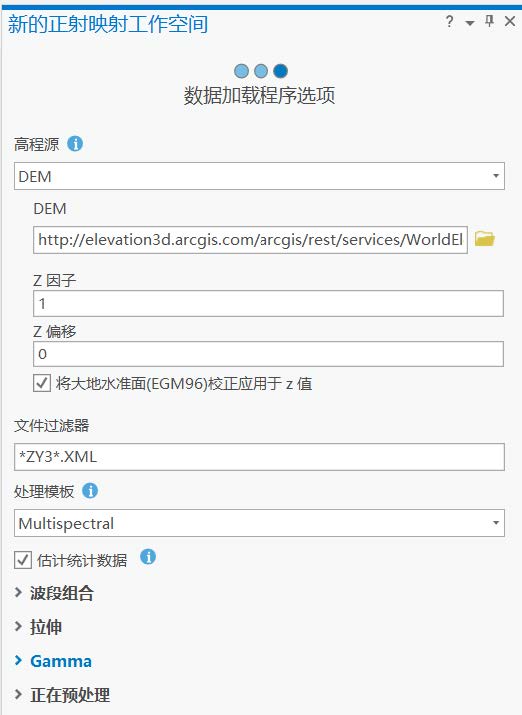 新的正射映射工作空间
?
数据加载程序选项
高程源
DEM
DEM
http://elevation3d.arcgis.com/arcgis/rest/services/WorldEl
Z 因子
1
Z 偏移
0
将大地水准面(EGM96)校正应用于 z 值
文件过滤器
*ZY3*.XML
处理模板
Multispectral
估计统计数据
波段组合
拉伸
Gamma
正在预处理